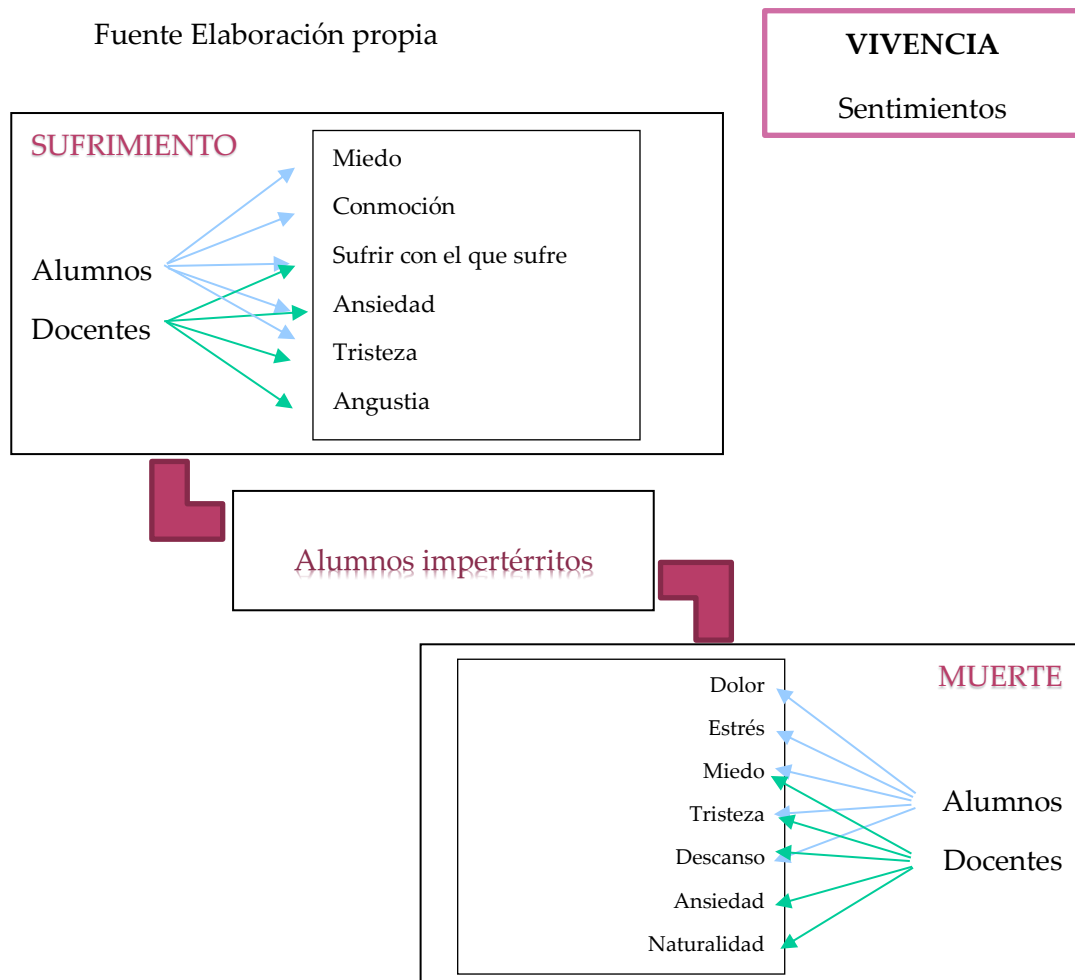 Fuente Elaboración propia
VIVENCIA
Sentimientos
SUFRIMIENTO
Alumnos
Docentes
Miedo
Conmoción
Sufrir con el que sufre
Ansiedad
Tristeza
Angustia
Alumnos impertérritos
MUERTE
Dolor
Estrés
Miedo
Tristeza
Descanso
Ansiedad
Naturalidad
Alumnos
Docentes